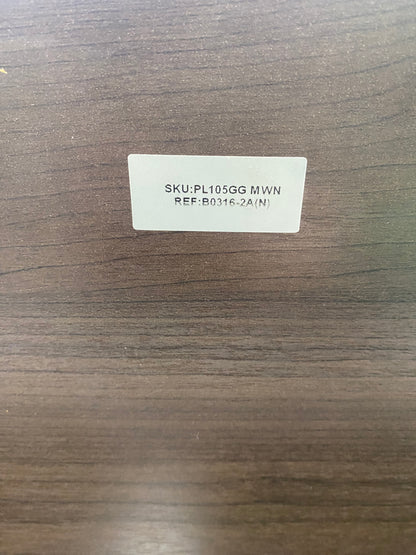 SKU:PL105GG MWN
REF:B0316-2A(N)